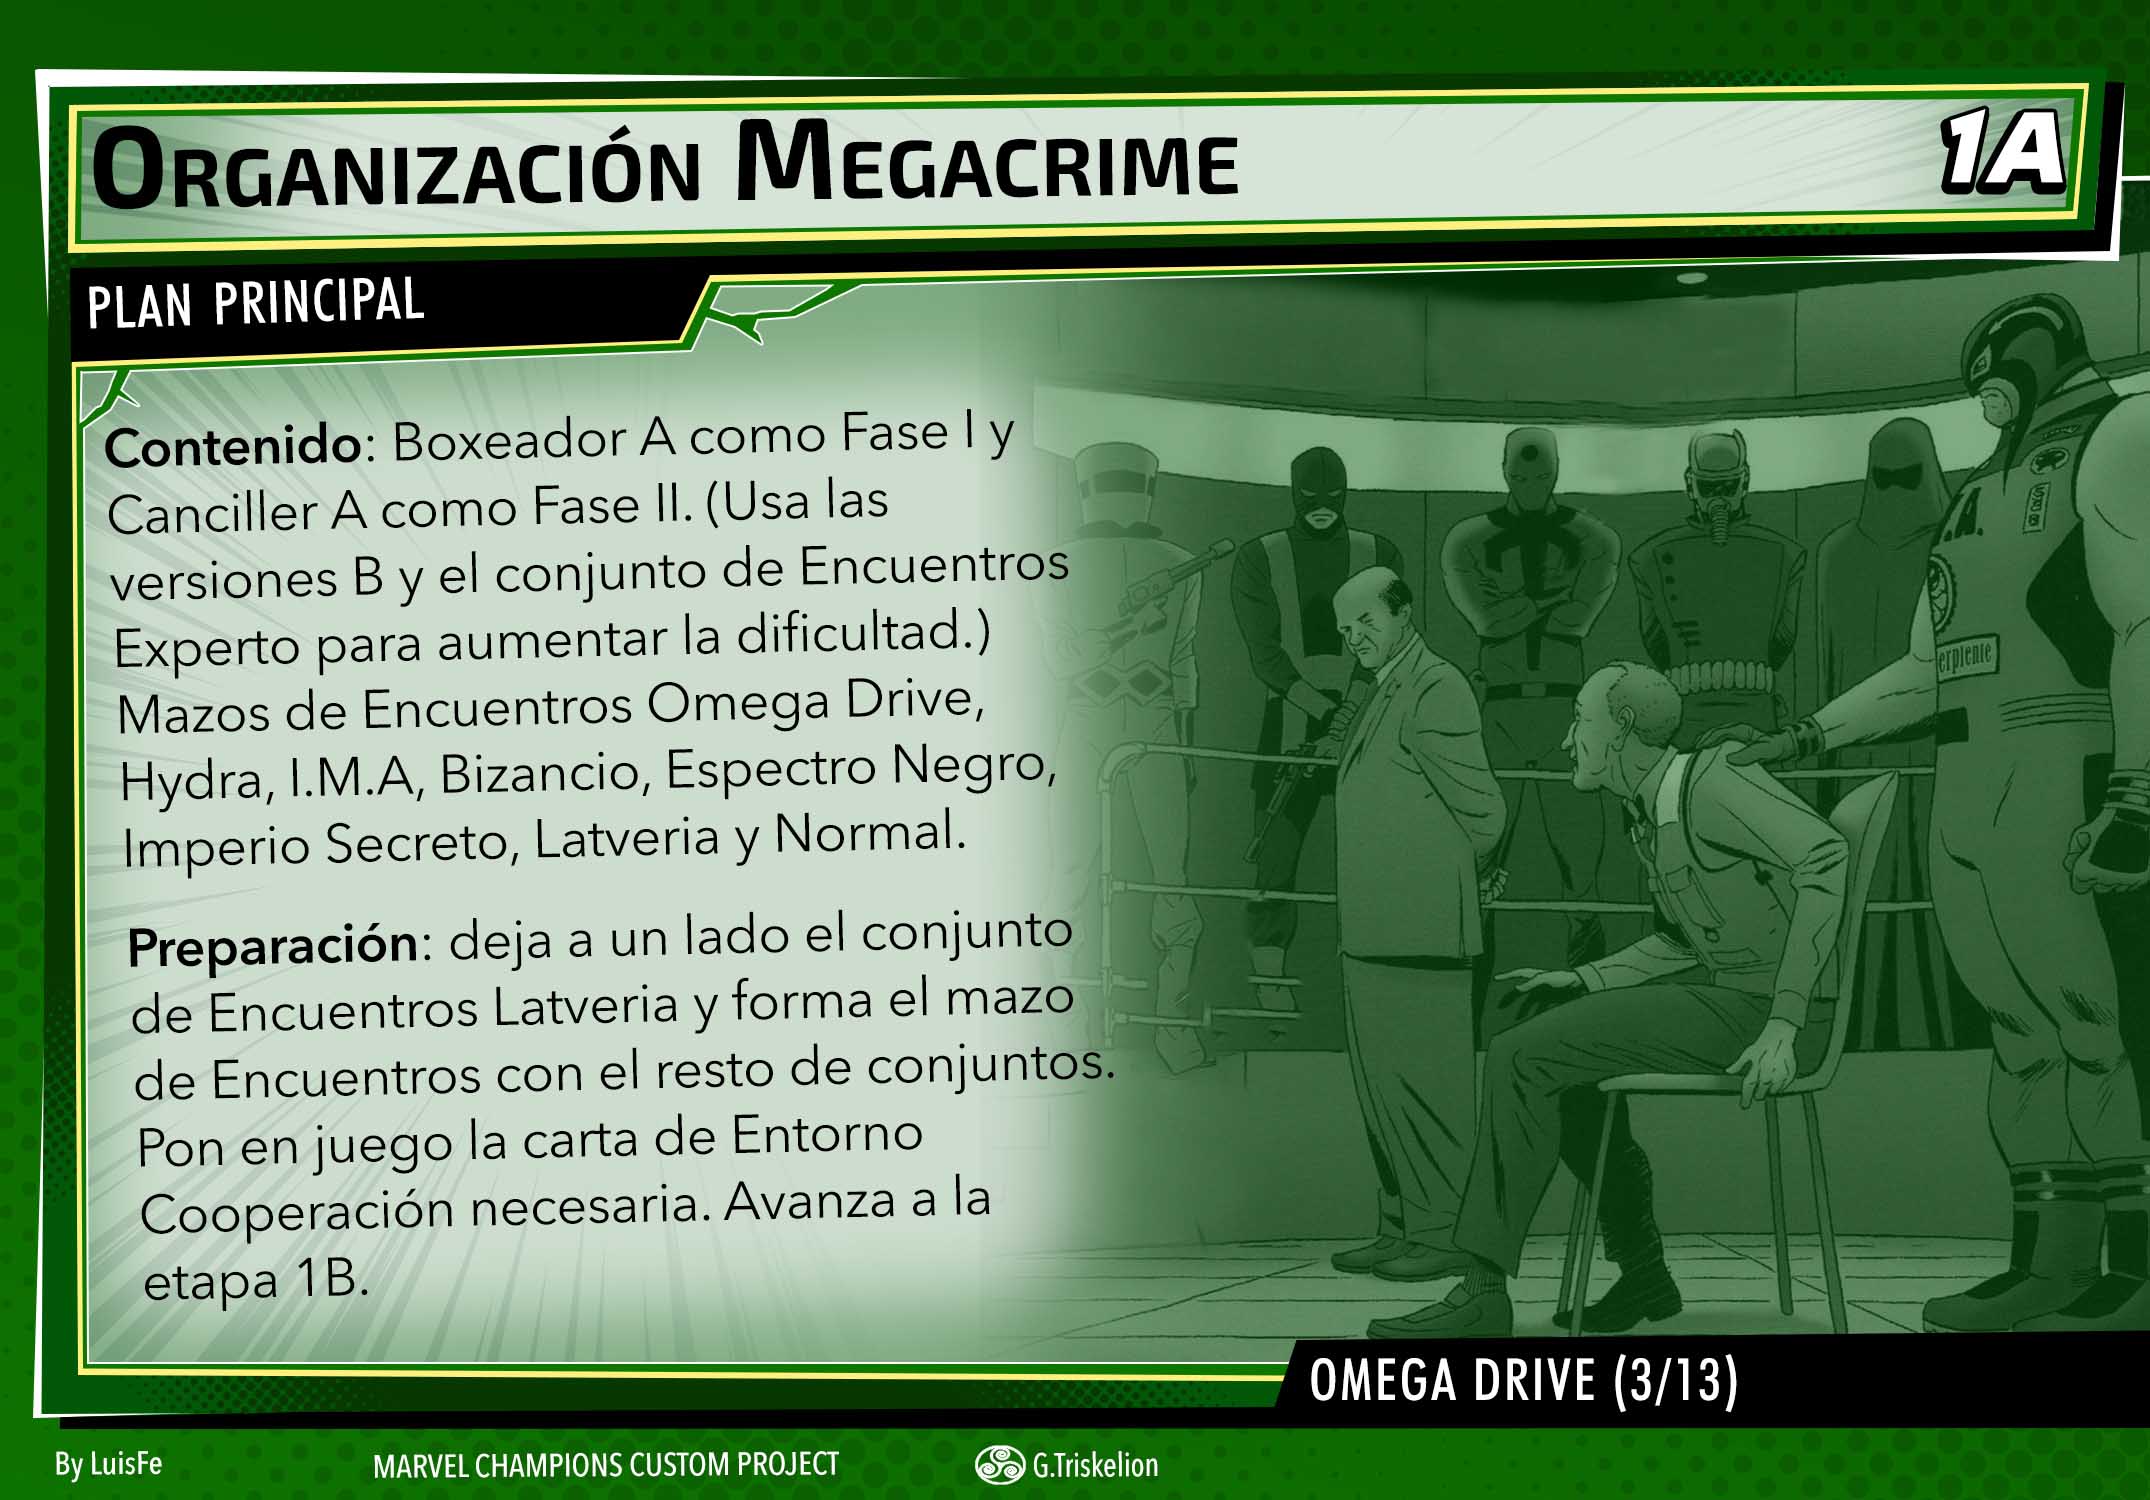 ORGANIZACIÓN MEGACRIME
1A
PLAN PRINCIPAL
Contenido: Boxeador A como Fase I y
Canciller A como Fase II. (Usa las
versiones B y el conjunto de Encuentros
Experto para aumentar la dificultad.)
Mazos de Encuentros Omega Drive,
Hydra, I.M.A, Bizancio, Espectro Negro,
Imperio Secreto, Latveria y Normal.
Preparación: deja a un lado el conjunto
de Encuentros Latveria y forma el mazo
de Encuentros con el resto de conjuntos.
Pon en juego la carta de Entorno
Cooperación necesaria. Avanza a la
etapa 1B.
erpiente
OMEGA DRIVE (3/13)
By LuisFe
MARVEL CHAMPIONS CUSTOM PROJECT
G.Triskelion